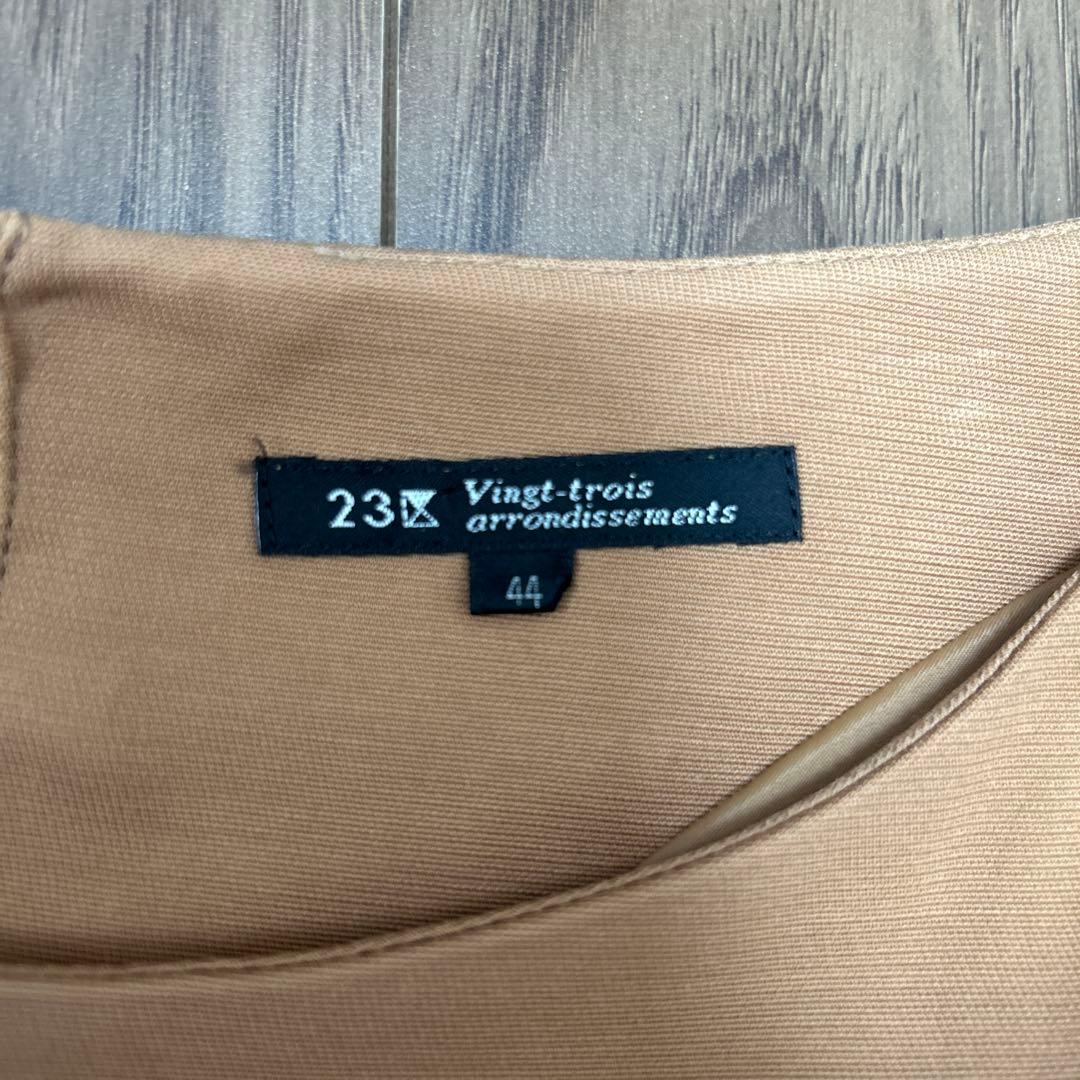 23区 Vingt-trois
arrondissements
44